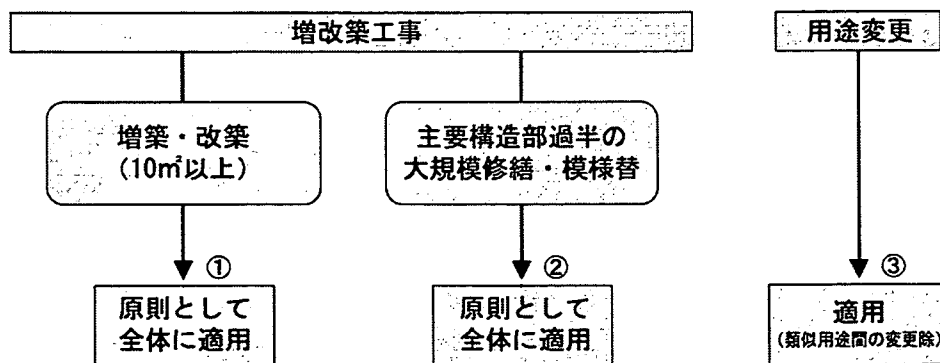 増改築工事
用途変更
増築・改築
(10㎡以上)
主要構造部過半の
大規模修繕・模様替
①
②
③
原則として
全体に適用
原則として
全体に適用
適用
(類似用途間の変更除)